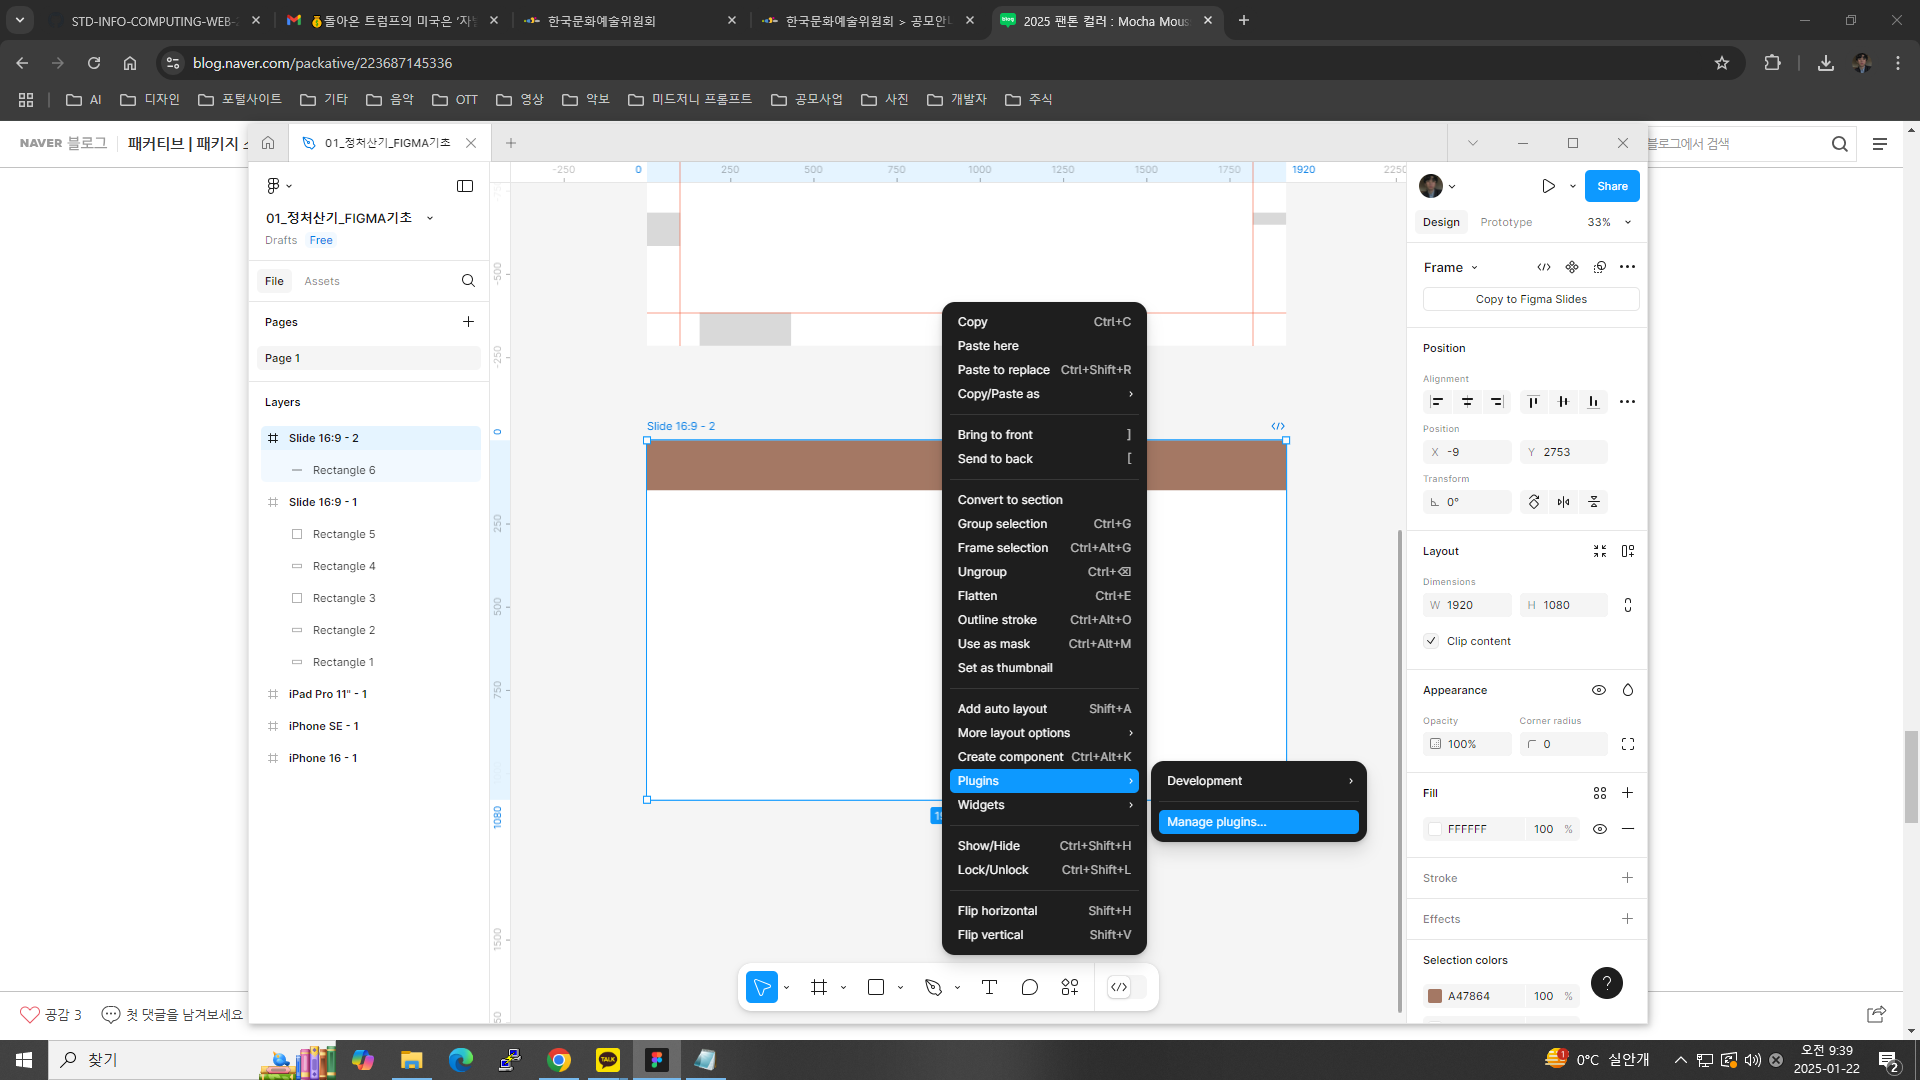 STD-INFO-COMPUTING-WEB-
💰돌아온 트럼프의 미국은 '자
한국문화예술위원회
한국문화예술위원회 > 공모안
2025 팬톤 컬러 : Mocha Mous
blog.naver.com/packative/223687145336
AI
디자인
포털사이트
기타
음악
OTT
영상
악보
미드저니 프롬프트
공모사업
사진
개발자
주식
NAVER 블로그
패커티브 | 패키지
블로그에서 검색
01_정처산기_FIGMA기초
01_정처산기_FIGMA기초
Drafts Free
File Assets
Pages
Page 1
Layers
Slide 16:9 - 2
Rectangle 6
Slide 16:9 - 1
Rectangle 5
Rectangle 4
Rectangle 3
Rectangle 2
Rectangle 1
iPad Pro 11" - 1
iPhone SE - 1
iPhone 16 - 1
-250 0 250 500 750 1000 1250 1500 1750 1920 2250
-500
-250
0
250
500
750
1080
1500
Slide 16:9 - 2
Copy Ctrl+C
Paste here
Paste to replace Ctrl+Shift+R
Copy/Paste as
Bring to front ]
Send to back [
Convert to section
Group selection Ctrl+G
Frame selection Ctrl+Alt+G
Ungroup Ctrl+⌫
Flatten Ctrl+E
Outline stroke Ctrl+Alt+O
Use as mask Ctrl+Alt+M
Set as thumbnail
Add auto layout Shift+A
More layout options
Create component Ctrl+Alt+K
Plugins
Widgets
Show/Hide Ctrl+Shift+H
Lock/Unlock Ctrl+Shift+L
Flip horizontal Shift+H
Flip vertical Shift+V
Development
Manage plugins...
Share
Design Prototype 33%
Frame
Copy to Figma Slides
Position
Alignment
Position
X -9 Y 2753
Transform
0°
Layout
Dimensions
W 1920 H 1080
Clip content
Appearance
Opacity Corner radius
100% 0
Fill
FFFFFF 100 %
Stroke
Effects
Selection colors
A47864 100 %
?
공감 3
첫 댓글을 남겨보세요
찾기
TALK
1
0°C 실안개
오전 9:39
2025-01-22
2